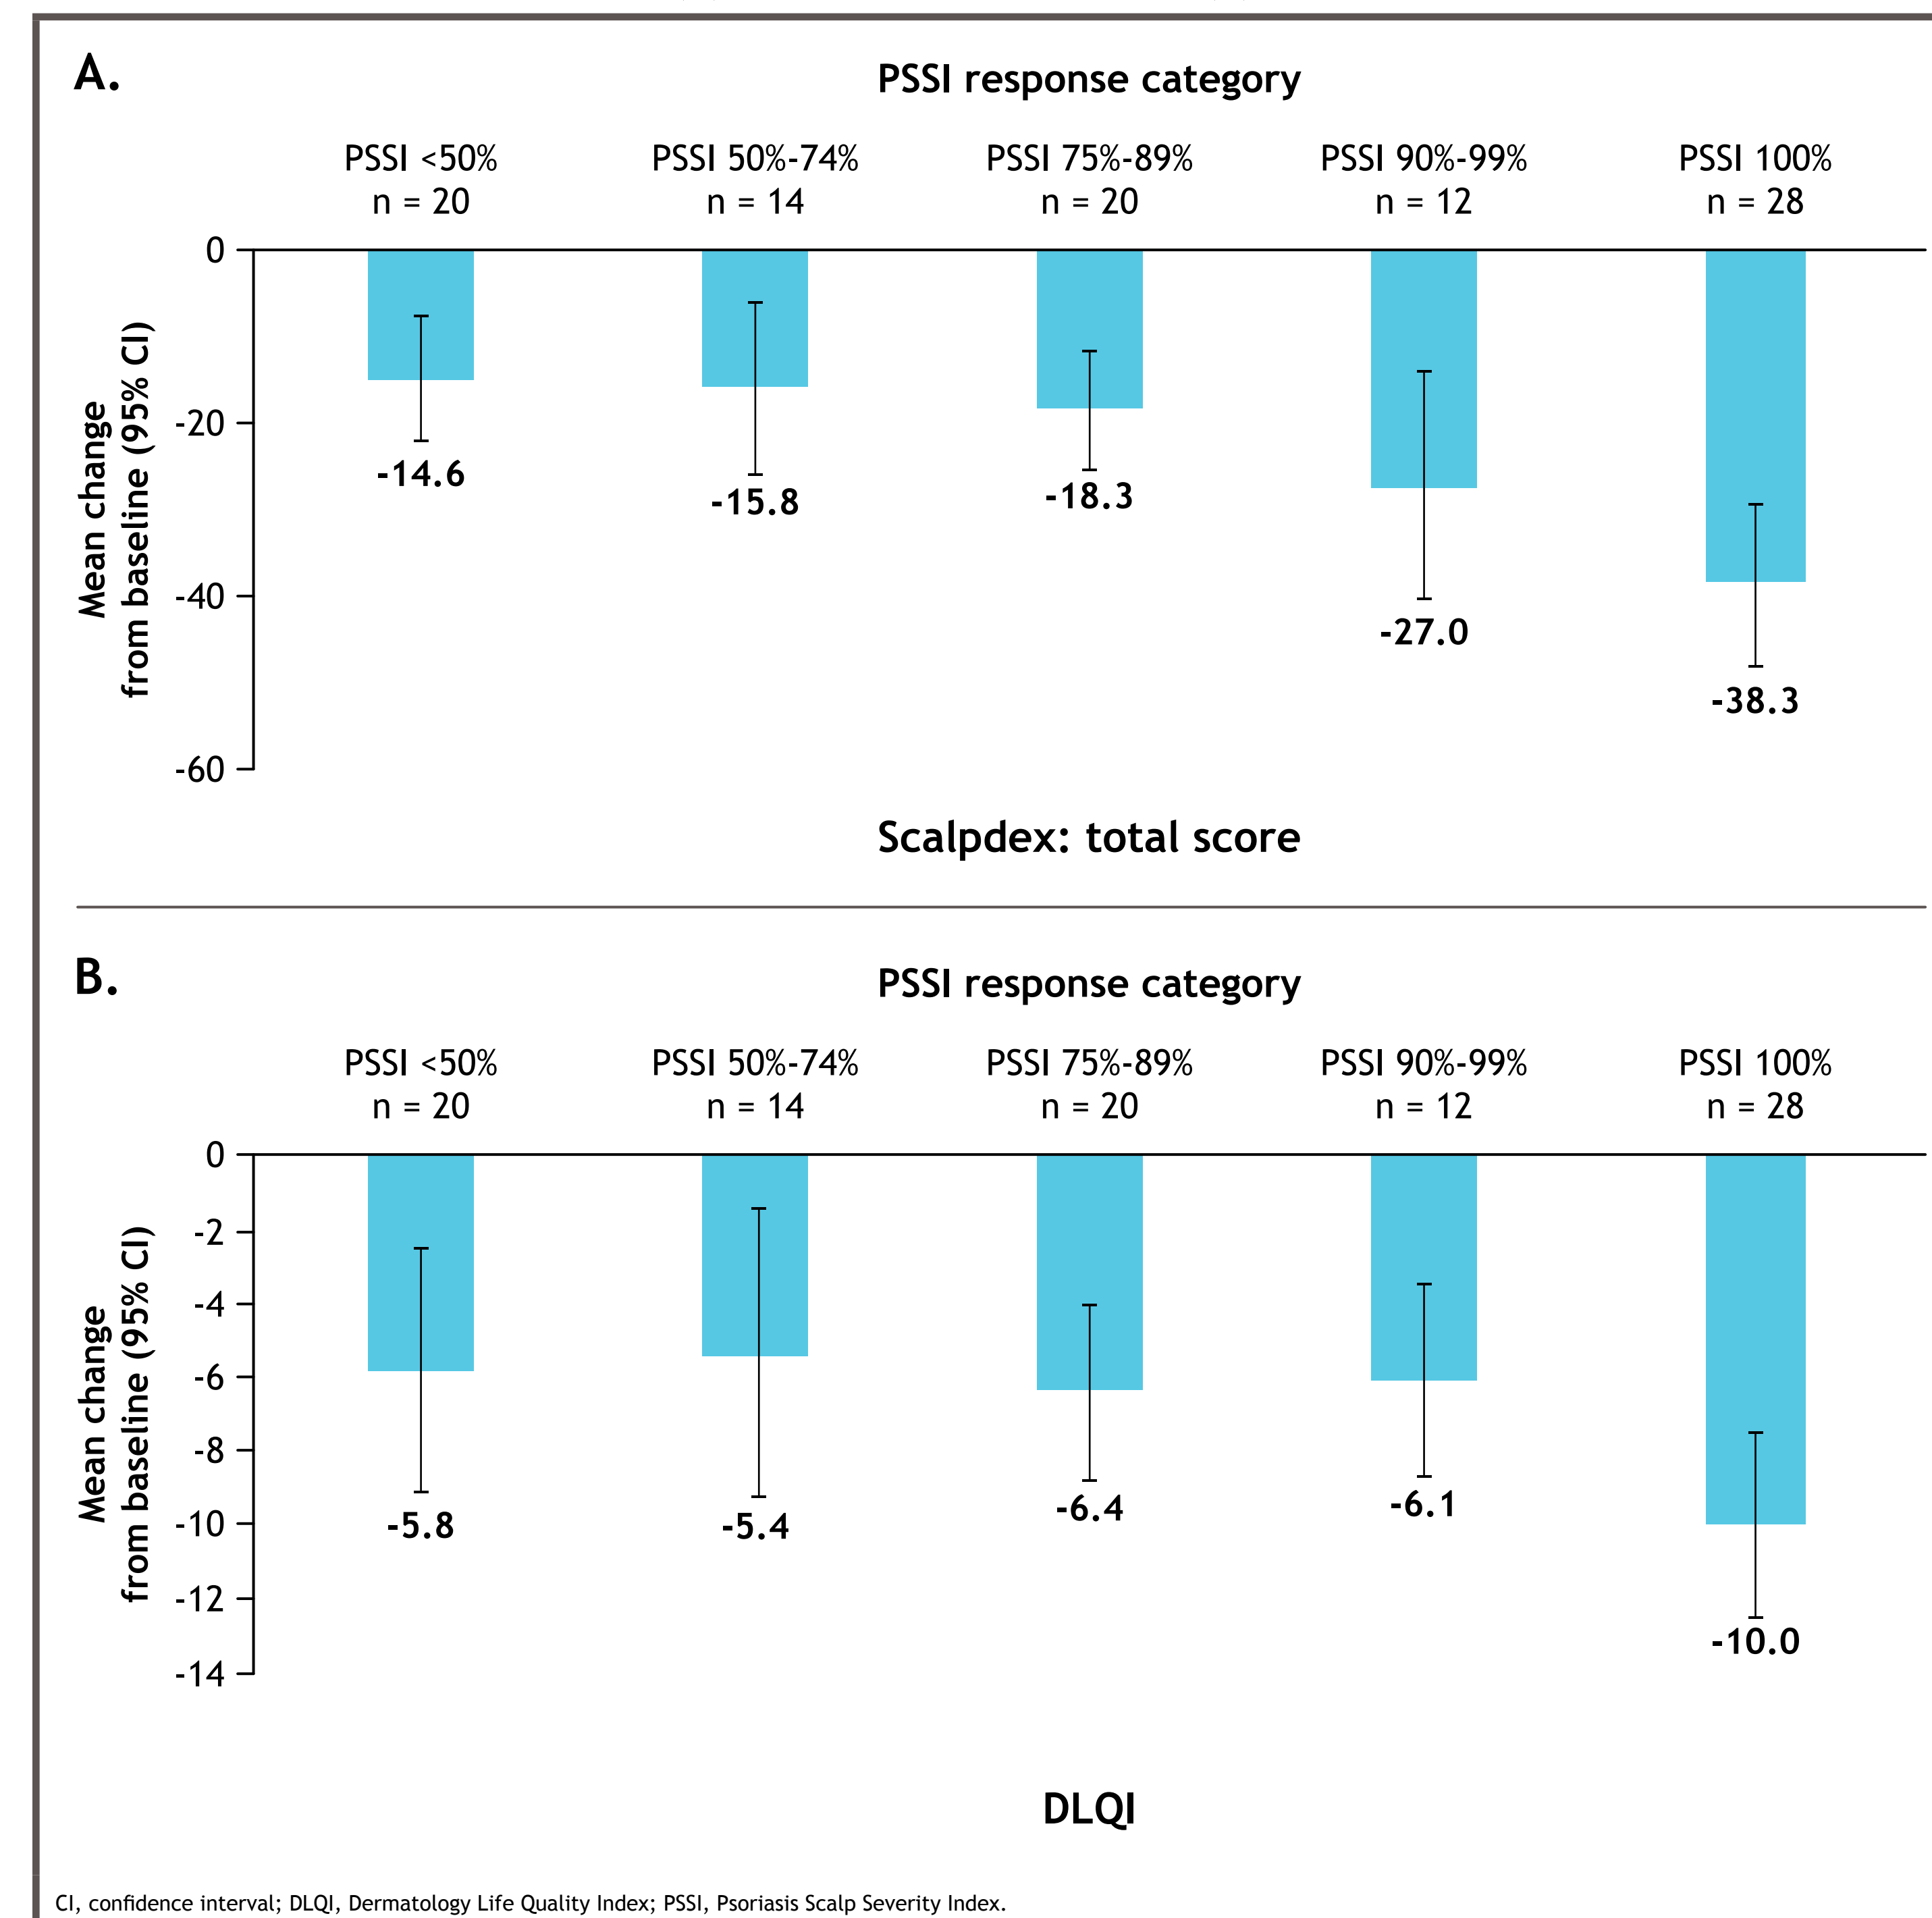 A.
PSSI response category
PSSI <50%
n = 20
PSSI 50%-74%
n = 14
PSSI 75%-89%
n = 20
PSSI 90%-99%
n = 12
PSSI 100%
n = 28
Mean change
from baseline (95% CI)
0
-20
-40
-60
-14.6
-15.8
-18.3
-27.0
-38.3
Scalpdex: total score
B.
PSSI response category
PSSI <50%
n = 20
PSSI 50%-74%
n = 14
PSSI 75%-89%
n = 20
PSSI 90%-99%
n = 12
PSSI 100%
n = 28
Mean change
from baseline (95% CI)
0
-2
-4
-6
-8
-10
-12
-14
-5.8
-5.4
-6.4
-6.1
-10.0
DLQI
CI, confidence interval; DLQI, Dermatology Life Quality Index; PSSI, Psoriasis Scalp Severity Index.